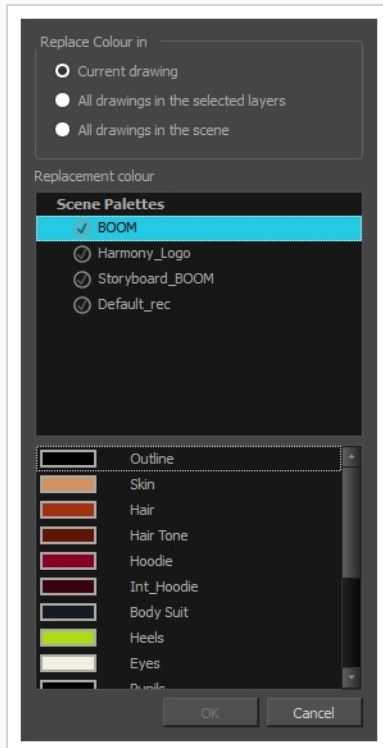 Replace Colour in
Current drawing
All drawings in the selected layers
All drawings in the scene
Replacement colour
Scene Palettes
BOOM
Harmony_Logo
Storyboard_BOOM
Default_rec
Outline
Skin
Hair
Hair Tone
Hoodie
Int_Hoodie
Body Suit
Heels
Eyes
Pupils
OK
Cancel